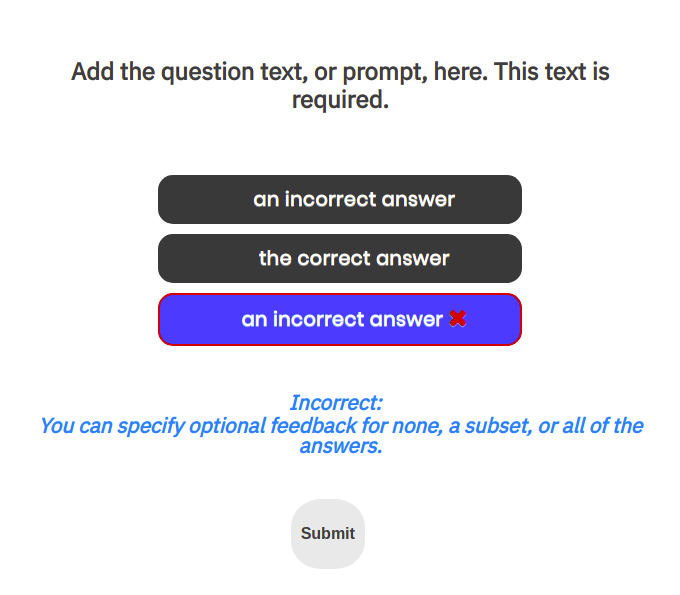 Add the question text, or prompt, here. This text is
required.
an incorrect answer
the correct answer
an incorrect answer ✖
Incorrect:
You can specify optional feedback for none, a subset, or all of the
answers.
Submit